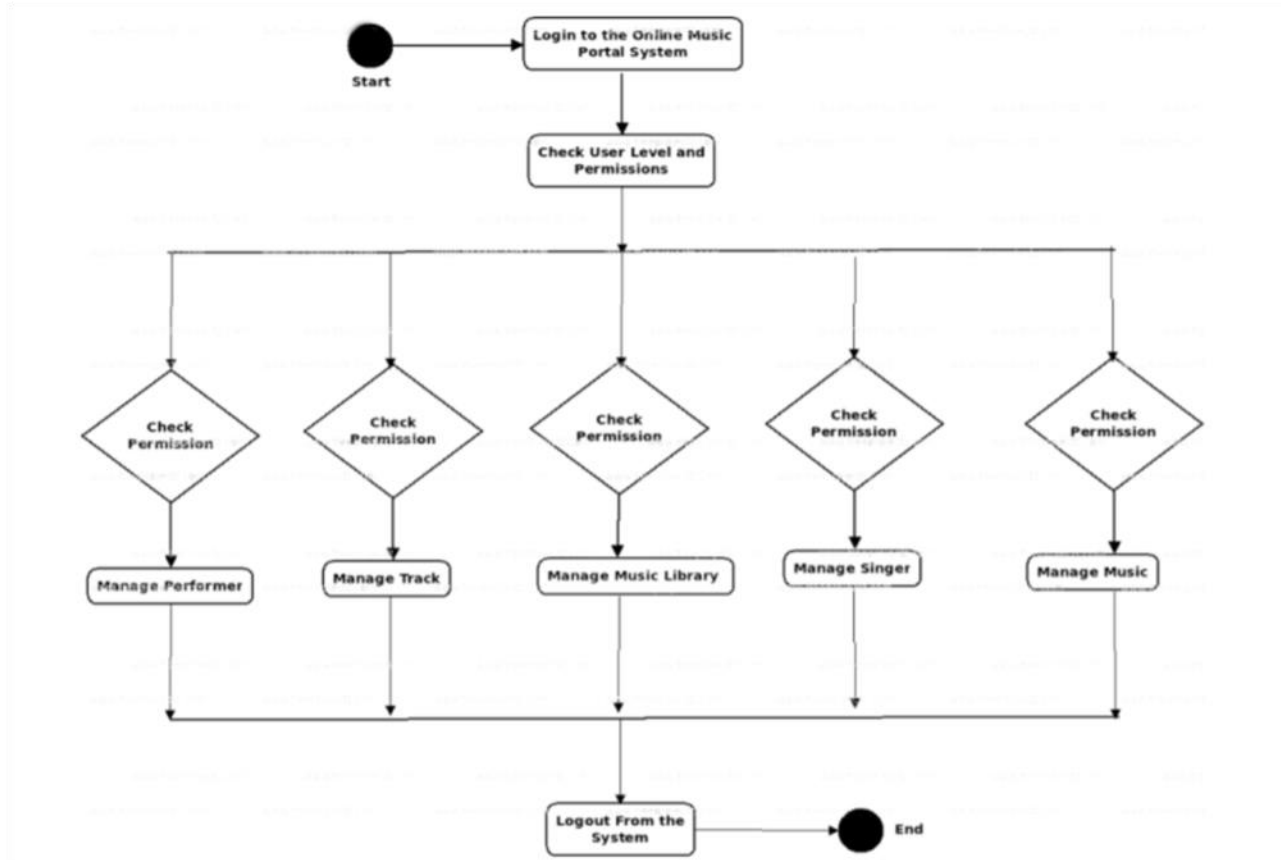 Login to the Online Music
Portal System
Start
Check User Level and
Permissions
Check
Permission
Check
Permission
Check
Permission
Check
Permission
Check
Permission
Manage Performer
Manage Track
Manage Music Library
Manage Singer
Manage Music
Logout From the
System
End